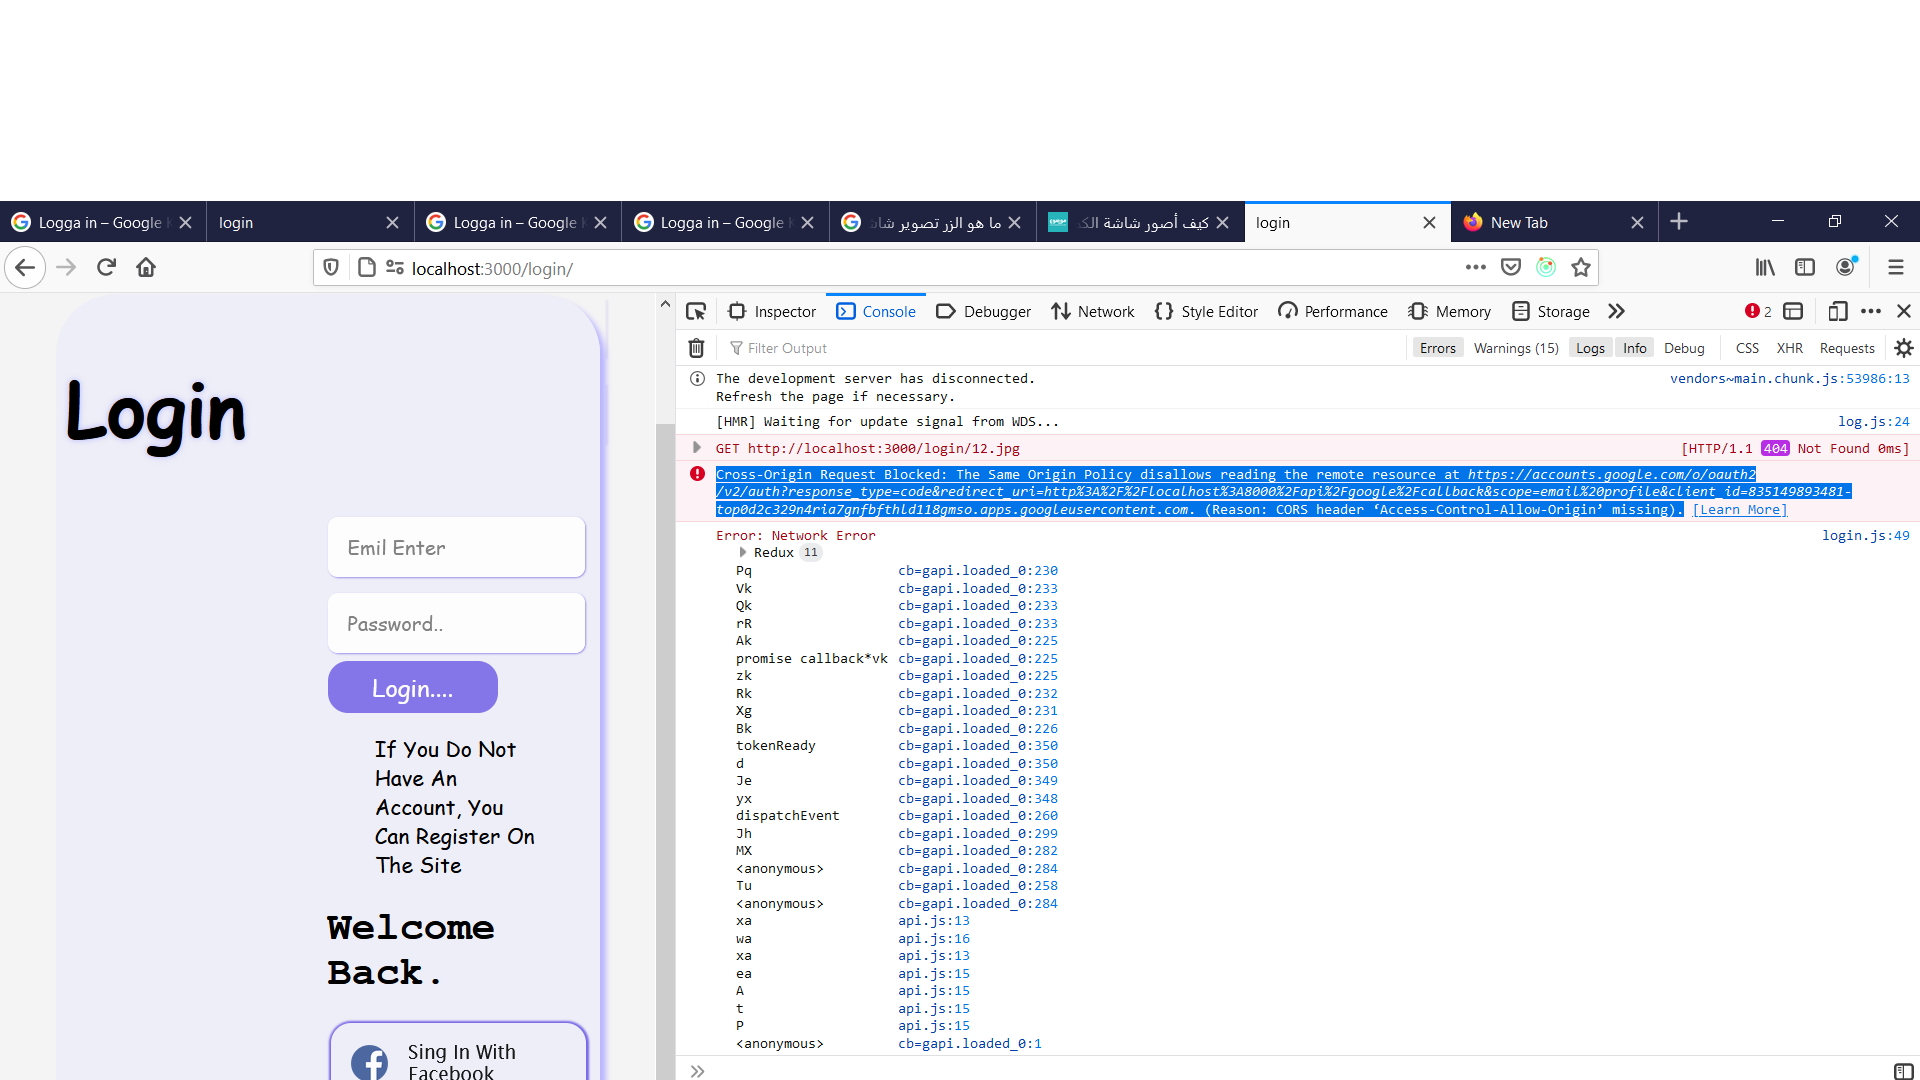 Logga in – Google
login
Logga in – Google
Logga in – Google
ما هو الزر تصوير
كيف أصور شاشة
login
New Tab
localhost:3000/login/
Inspector
Console
Debugger
Network
Style Editor
Performance
Memory
Storage
2
Filter Output
Errors
Warnings (15)
Logs
Info
Debug
CSS
XHR
Requests
The development server has disconnected.
Refresh the page if necessary.
vendors~main.chunk.js:53986:13
[HMR] Waiting for update signal from WDS...
log.js:24
GET http://localhost:3000/login/12.jpg
[HTTP/1.1 404 Not Found 0ms]
Cross-Origin Request Blocked: The Same Origin Policy disallows reading the remote resource at https://accounts.google.com/o/oauth2
/v2/auth?response_type=code&redirect_uri=http%3A%2F%2Flocalhost%3A8000%2Fapi%2Fgoogle%2Fcallback&scope=email%20profile&client_id=835149893481-
top0d2c329n4ria7gnfbfthld118gmso.apps.googleusercontent.com. (Reason: CORS header ‘Access-Control-Allow-Origin’ missing). [Learn More]
Error: Network Error
login.js:49
Redux 11
Pq cb=gapi.loaded_0:230
Vk cb=gapi.loaded_0:233
Qk cb=gapi.loaded_0:233
rR cb=gapi.loaded_0:233
Ak cb=gapi.loaded_0:225
promise callback*vk cb=gapi.loaded_0:225
zk cb=gapi.loaded_0:225
Rk cb=gapi.loaded_0:232
Xg cb=gapi.loaded_0:231
Bk cb=gapi.loaded_0:226
tokenReady cb=gapi.loaded_0:350
d cb=gapi.loaded_0:350
Je cb=gapi.loaded_0:349
yx cb=gapi.loaded_0:348
dispatchEvent cb=gapi.loaded_0:260
Jh cb=gapi.loaded_0:299
MX cb=gapi.loaded_0:282
<anonymous> cb=gapi.loaded_0:284
Tu cb=gapi.loaded_0:258
<anonymous> cb=gapi.loaded_0:284
xa api.js:13
wa api.js:16
xa api.js:13
ea api.js:15
A api.js:15
t api.js:15
P api.js:15
<anonymous> cb=gapi.loaded_0:1
Login
Emil Enter
Password..
Login....
If You Do Not
Have An
Account, You
Can Register On
The Site
Welcome
Back.
Sing In With
Facebook